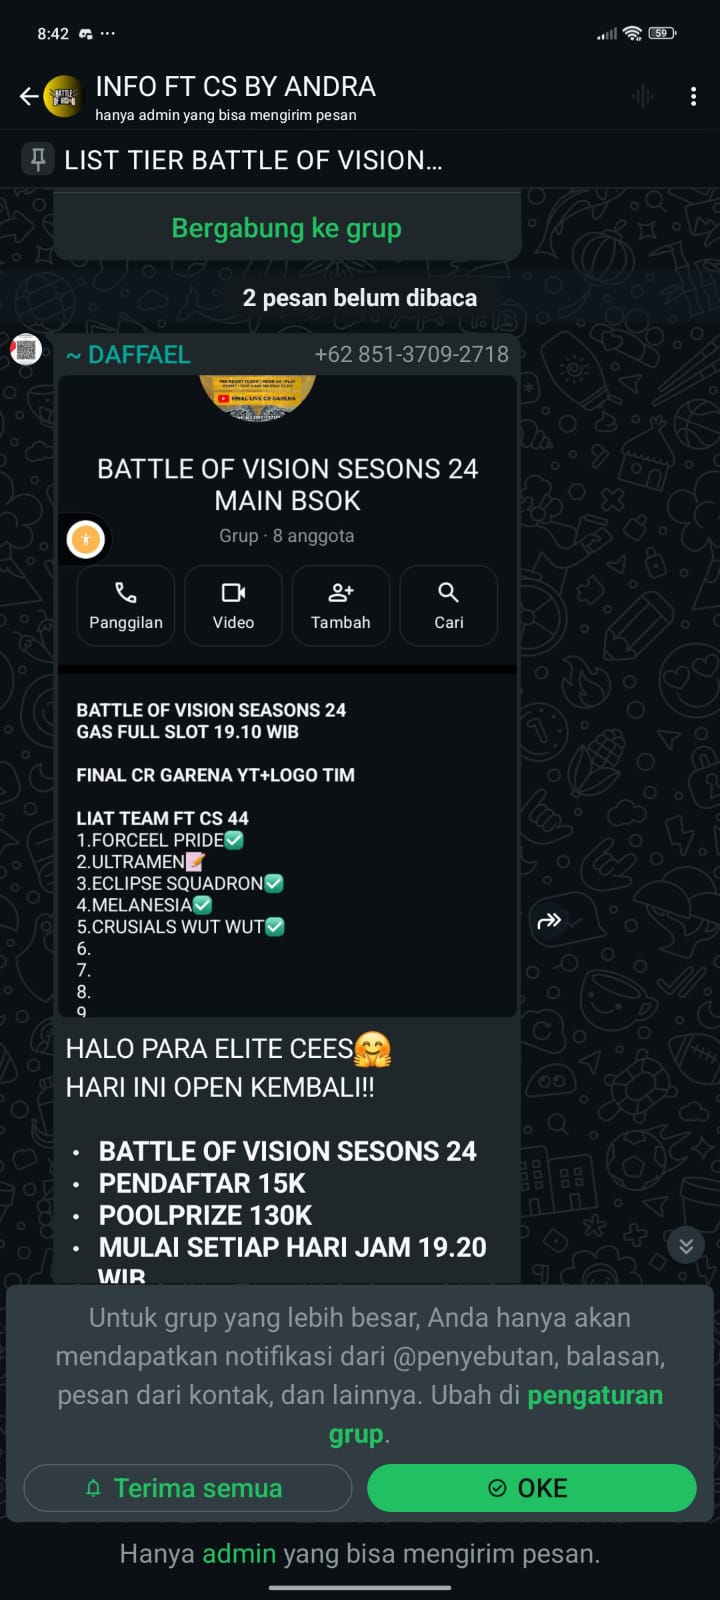 8:42
59
INFO FT CS BY ANDRA
hanya admin yang bisa mengirim pesan
LIST TIER BATTLE OF VISION...
Bergabung ke grup
2 pesan belum dibaca
~ DAFFAEL +62 851-3709-2718
FINAL LIVE CR GARENA
BATTLE OF VISION SESONS 24
MAIN BSOK
Grup · 8 anggota
Panggilan Video Tambah Cari
BATTLE OF VISION SEASONS 24
GAS FULL SLOT 19.10 WIB
FINAL CR GARENA YT+LOGO TIM
LIAT TEAM FT CS 44
1.FORCEEL PRIDE✅
2.ULTRAMEN📝
3.ECLIPSE SQUADRON✅
4.MELANESIA✅
5.CRUSIALS WUT WUT✅
6.
7.
8.
9
HALO PARA ELITE CEES🤗
HARI INI OPEN KEMBALI!!
• BATTLE OF VISION SESONS 24
• PENDAFTAR 15K
• POOLPRIZE 130K
• MULAI SETIAP HARI JAM 19.20
WIB
Untuk grup yang lebih besar, Anda hanya akan
mendapatkan notifikasi dari @penyebutan, balasan,
pesan dari kontak, dan lainnya. Ubah di pengaturan
grup.
Terima semua OKE
Hanya admin yang bisa mengirim pesan.